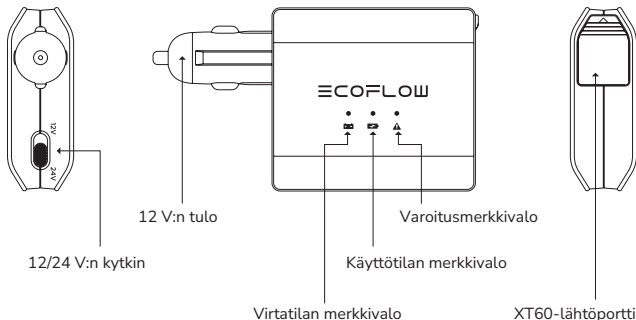 ECOFLOW
12V
24V
12 V:n tulo
Varoitusmerkkivalo
12/24 V:n kytkin
Käyttötilan merkkivalo
Virtatilan merkkivalo
XT60-lähtöportti